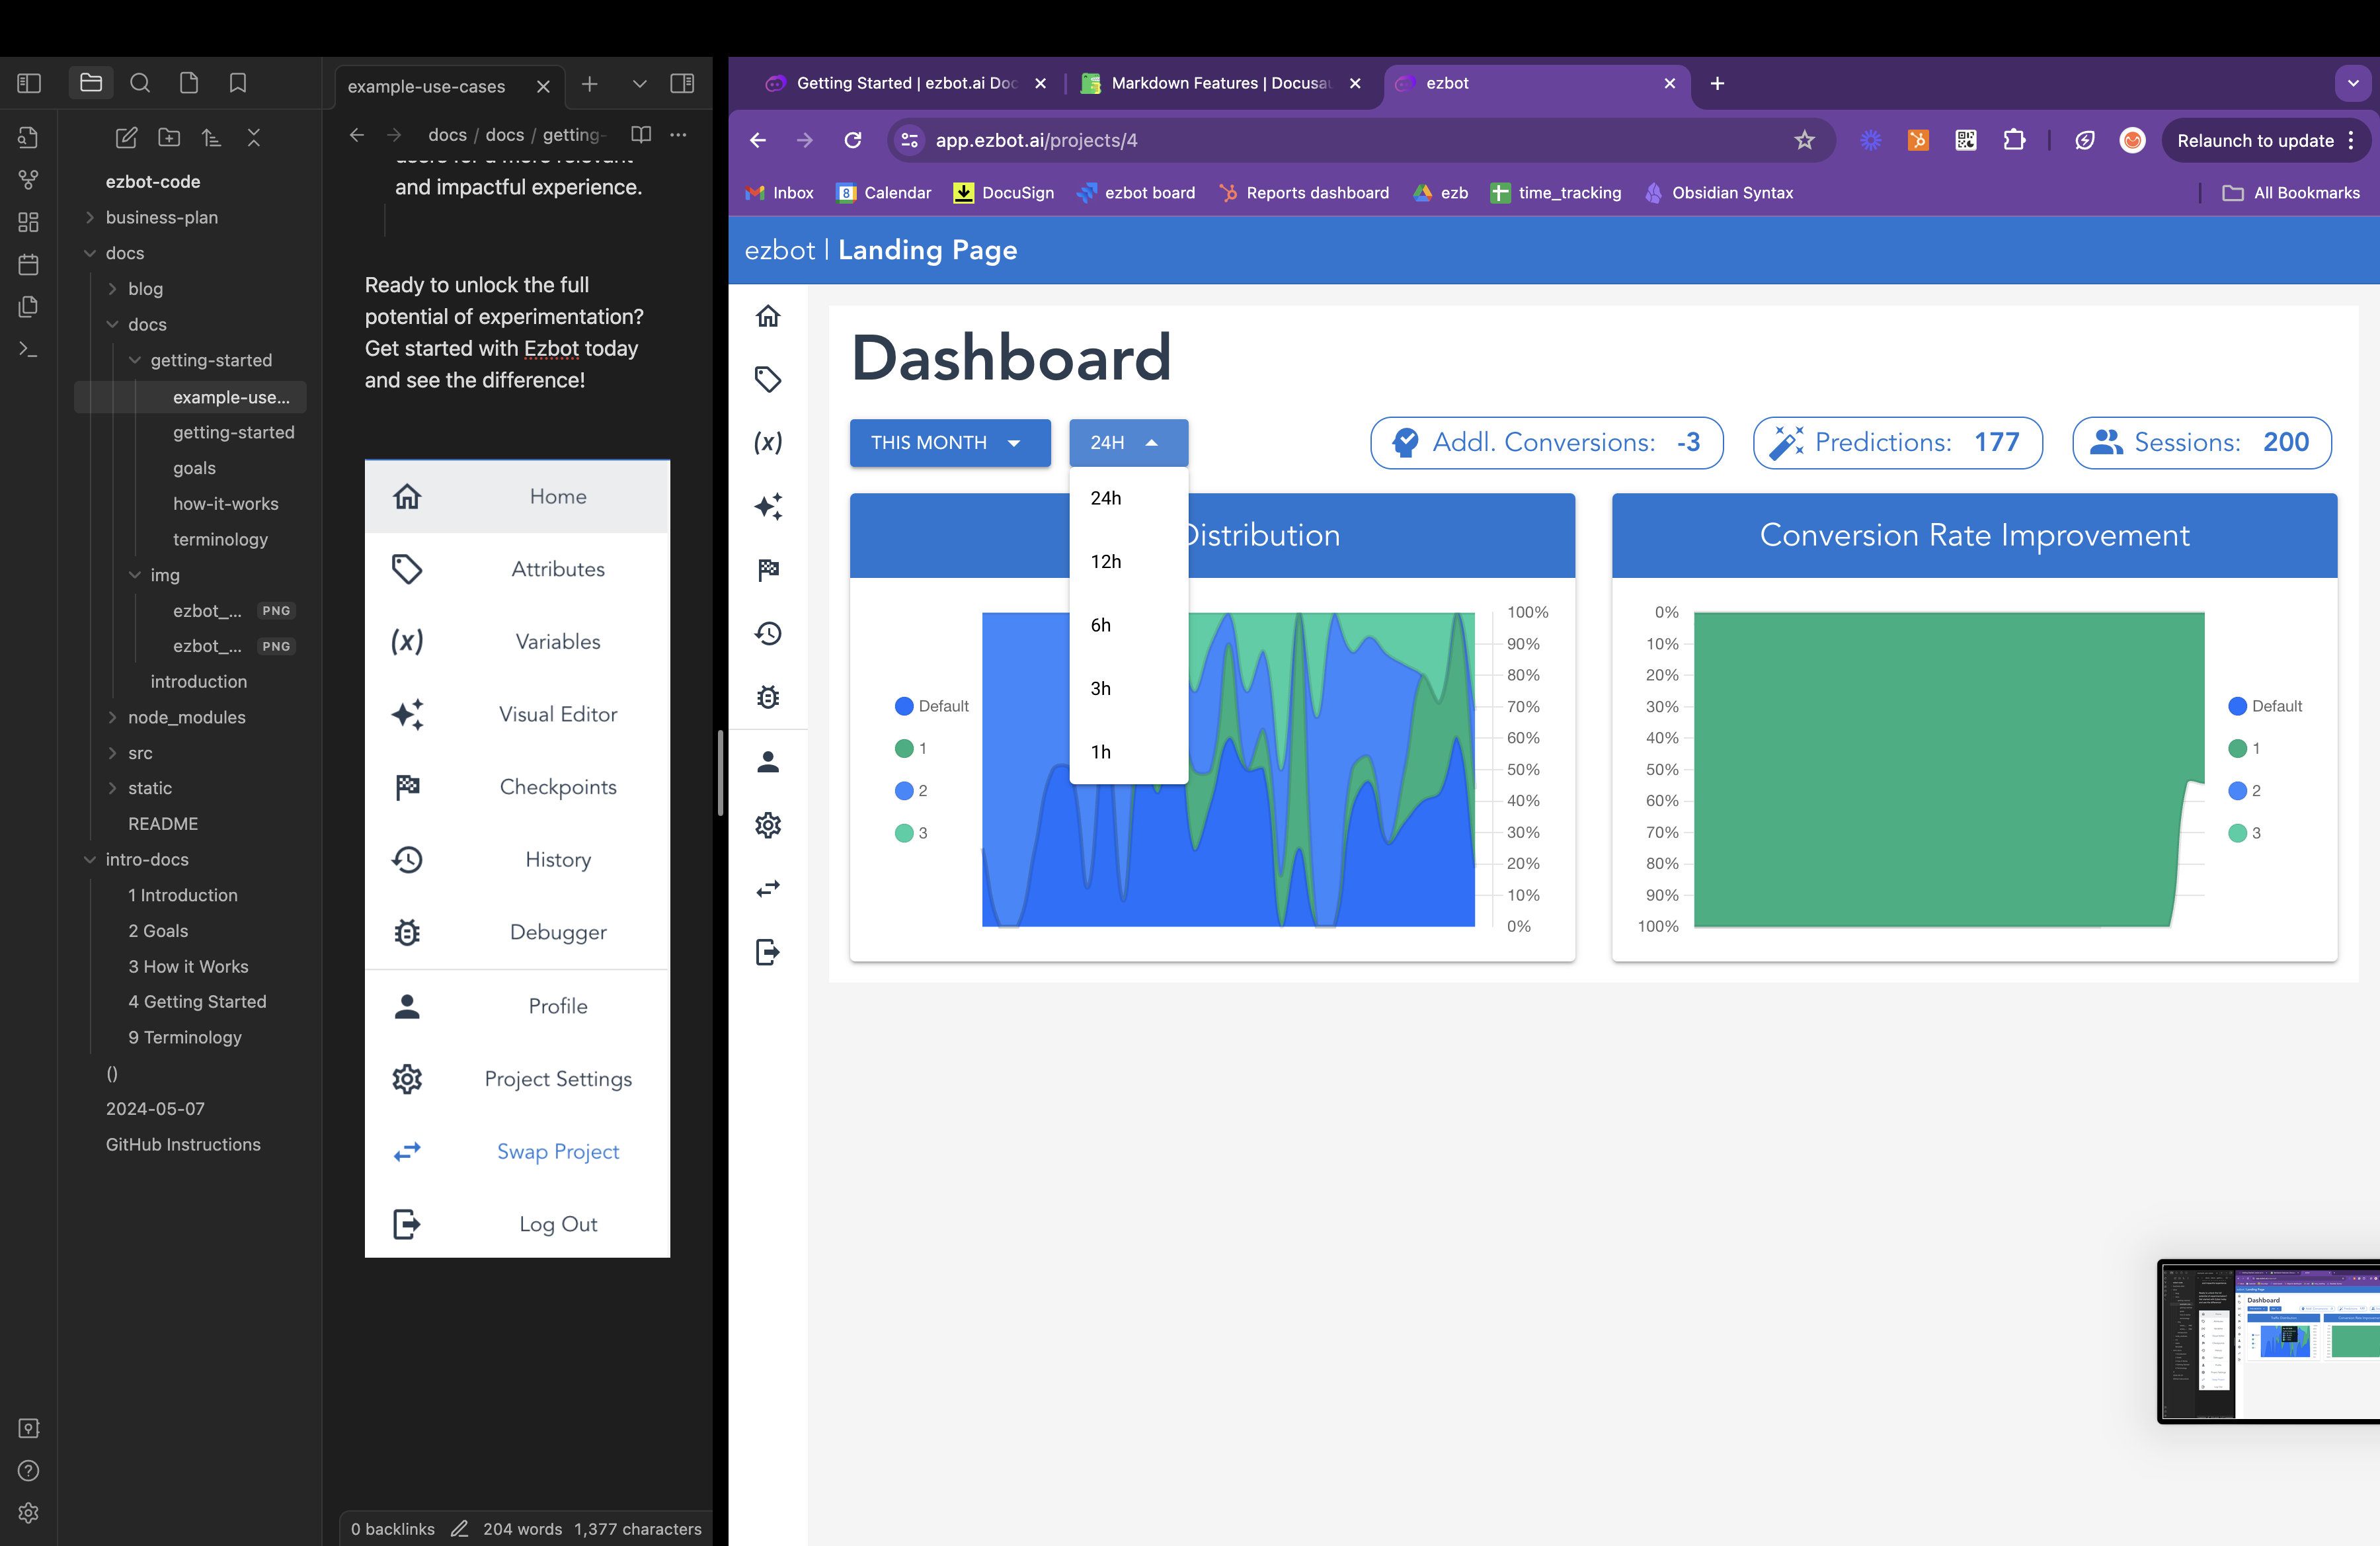 example-use-cases
docs / docs / getting-
and impactful experience.
Ready to unlock the full
potential of experimentation?
Get started with Ezbot today
and see the difference!
ezbot-code
business-plan
docs
blog
docs
getting-started
example-use...
getting-started
goals
how-it-works
terminology
img
ezbot_... PNG
ezbot_... PNG
introduction
node_modules
src
static
README
intro-docs
1 Introduction
2 Goals
3 How it Works
4 Getting Started
9 Terminology
()
2024-05-07
GitHub Instructions
Home
Attributes
(x) Variables
Visual Editor
Checkpoints
History
Debugger
Profile
Project Settings
Swap Project
Log Out
0 backlinks 204 words 1,377 characters
Getting Started | ezbot.ai Doc
Markdown Features | Docusau
ezbot
app.ezbot.ai/projects/4
Relaunch to update
Inbox
8 Calendar
DocuSign
ezbot board
Reports dashboard
ezb
time_tracking
Obsidian Syntax
All Bookmarks
ezbot | Landing Page
(x)
Dashboard
THIS MONTH
24H
Addl. Conversions: -3
Predictions: 177
Sessions: 200
24h
12h
6h
3h
1h
Distribution
Default
1
2
3
100%
90%
80%
70%
60%
50%
40%
30%
20%
10%
0%
Conversion Rate Improvement
0%
10%
20%
30%
40%
50%
60%
70%
80%
90%
100%
Default
1
2
3
Dashboard